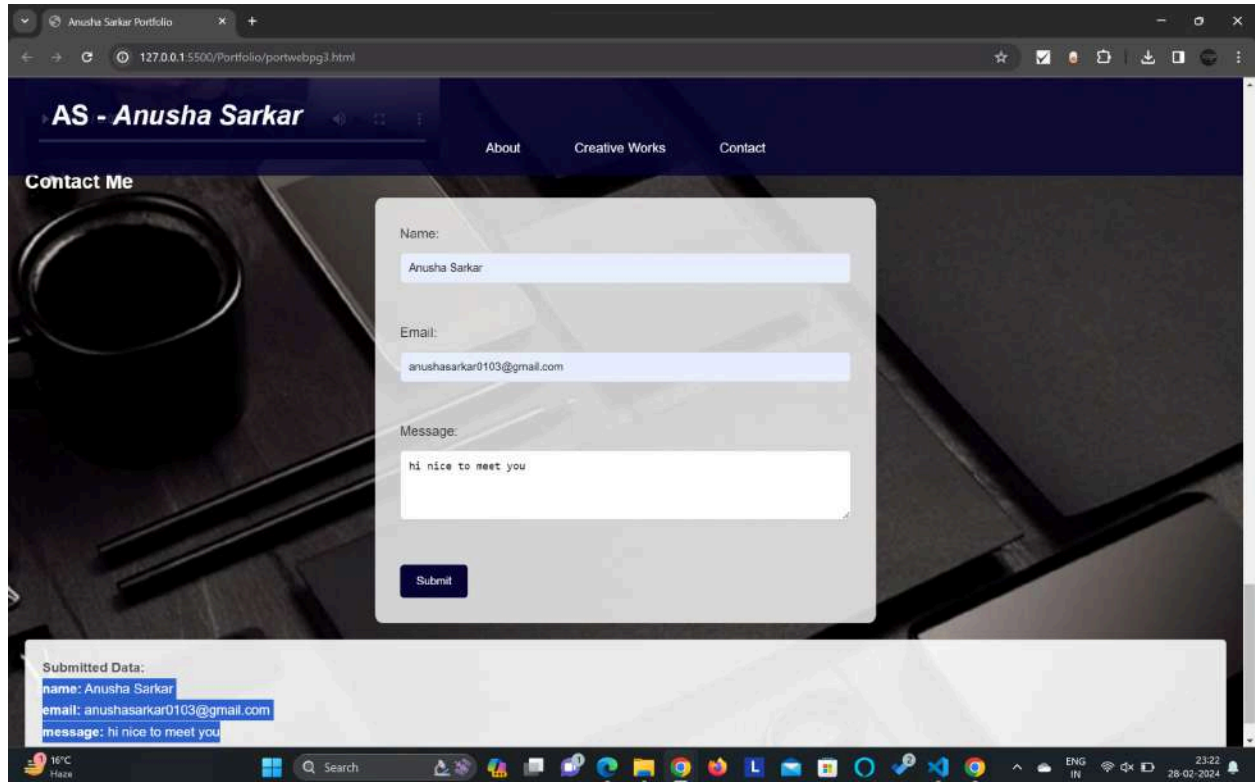 Anusha Sarkar Portfolio
127.0.0.1:5500/Portfolio/portwebpg3.html
AS - Anusha Sarkar
About Creative Works Contact
Contact Me
Name:
Anusha Sarkar
Email:
anushasarkar0103@gmail.com
Message:
hi nice to meet you
Submit
Submitted Data:
name: Anusha Sarkar
email: anushasarkar0103@gmail.com
message: hi nice to meet you
16°C
Haze
Search
L
ENG
IN
23:22
28-02-2024